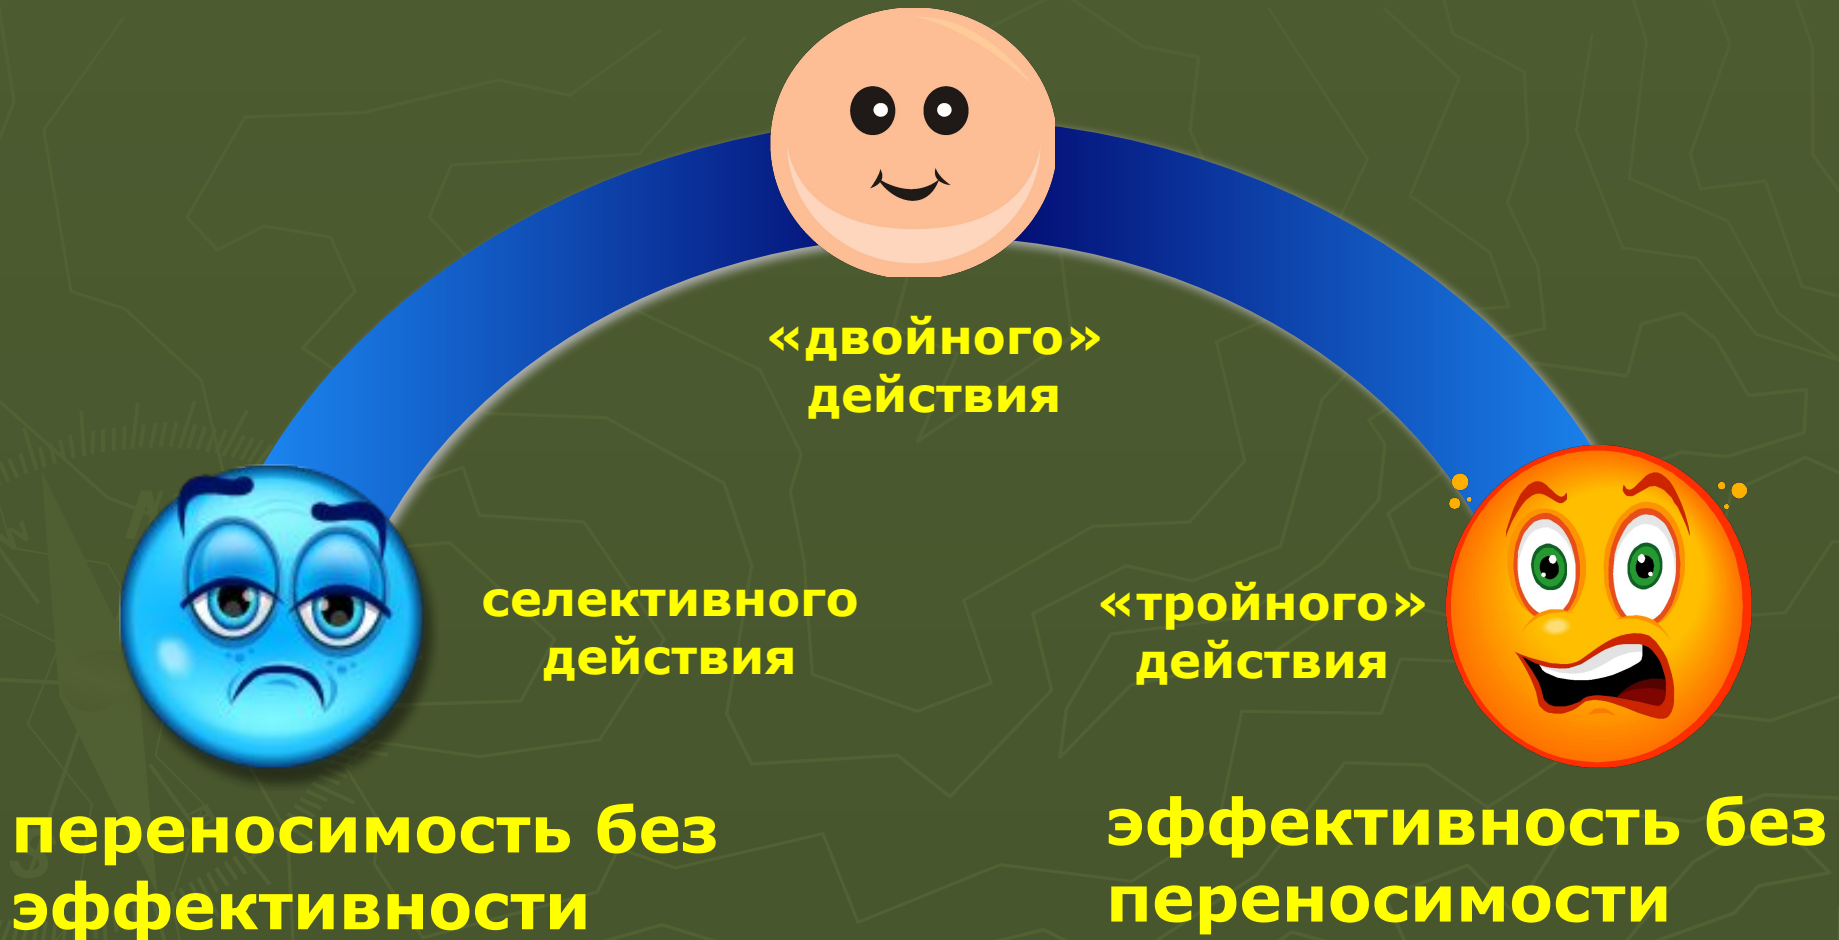 «двойного»
действия
селективного
действия
«тройного»
действия
переносимость без
эффективности
эффективность без
переносимости